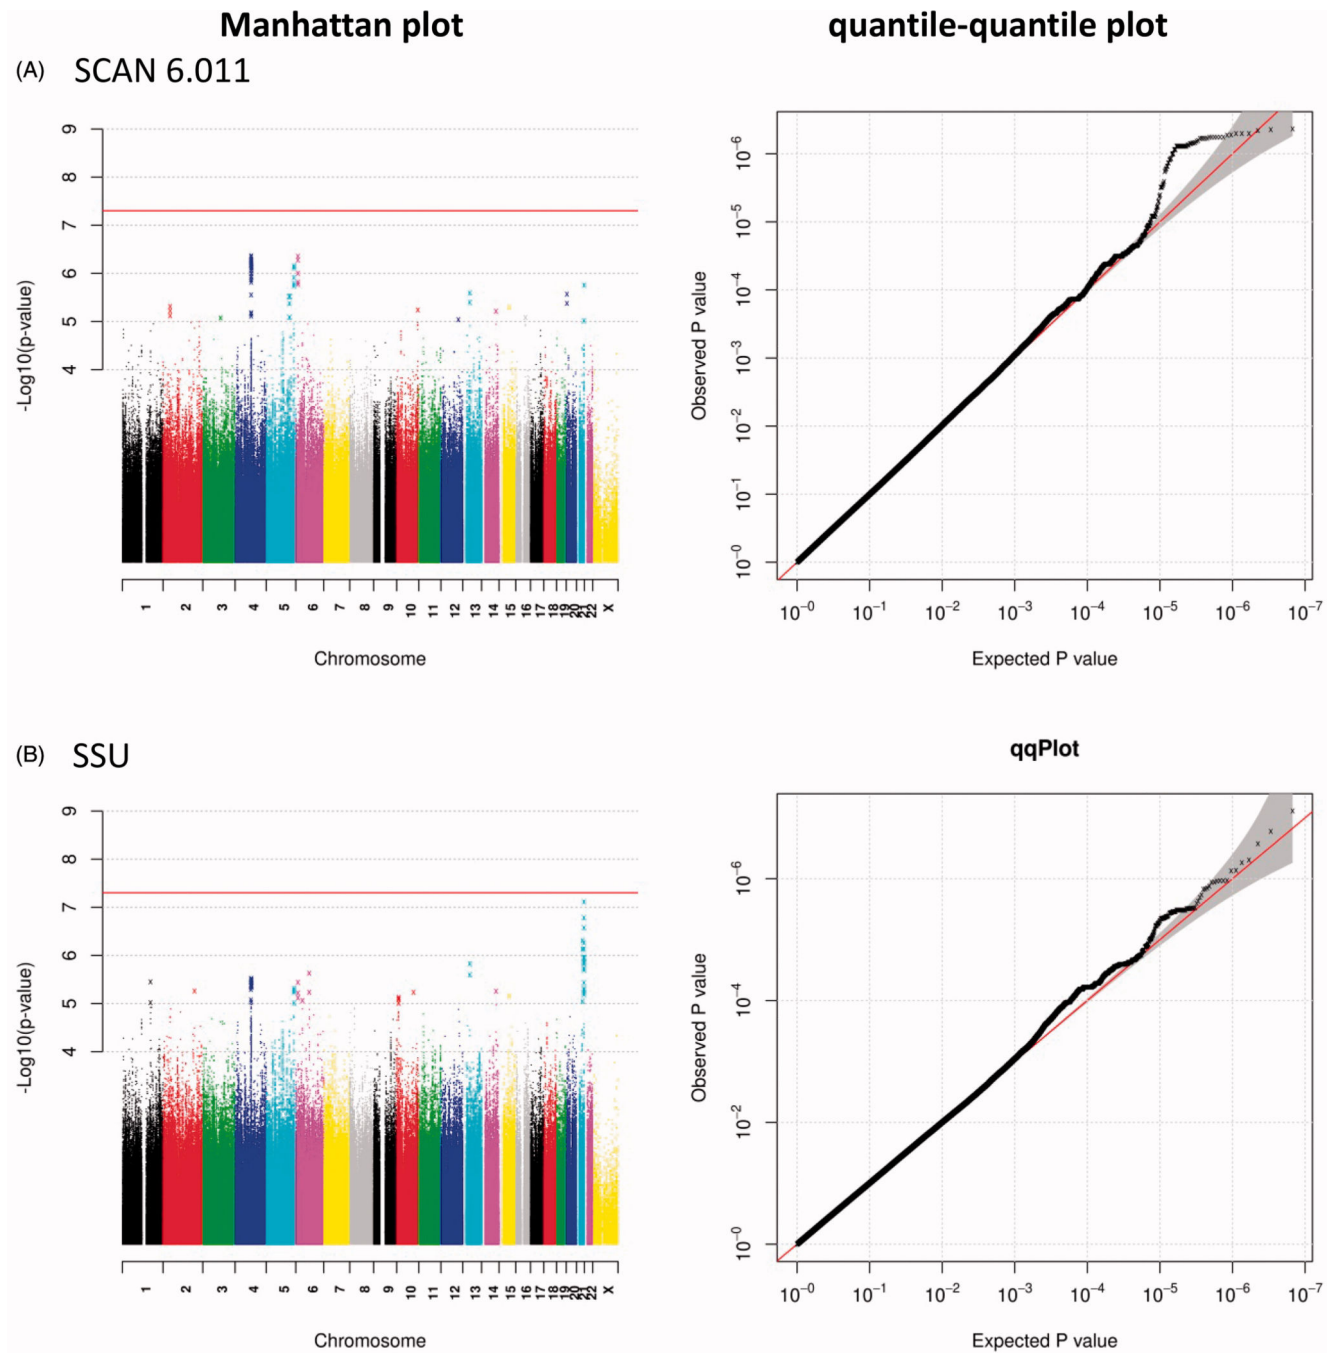 Manhattan plot
quantile-quantile plot
(A) SCAN 6.011
9
8
7
6
5
4
-Log10(p-value)
1 2 3 4 5 6 7 8 9 10 11 12 13 14 15 16 17 18 19 20 21 22 X
Chromosome
10⁻⁶
10⁻⁵
10⁻⁴
10⁻³
10⁻²
10⁻¹
10⁻⁰
Observed P value
10⁻⁰ 10⁻¹ 10⁻² 10⁻³ 10⁻⁴ 10⁻⁵ 10⁻⁶ 10⁻⁷
Expected P value
(B) SSU
9
8
7
6
5
4
-Log10(p-value)
1 2 3 4 5 6 7 8 9 10 11 12 13 14 15 16 17 18 19 20 21 22 X
Chromosome
qqPlot
10⁻⁶
10⁻⁴
10⁻²
10⁻⁰
Observed P value
10⁻⁰ 10⁻¹ 10⁻² 10⁻³ 10⁻⁴ 10⁻⁵ 10⁻⁶ 10⁻⁷
Expected P value